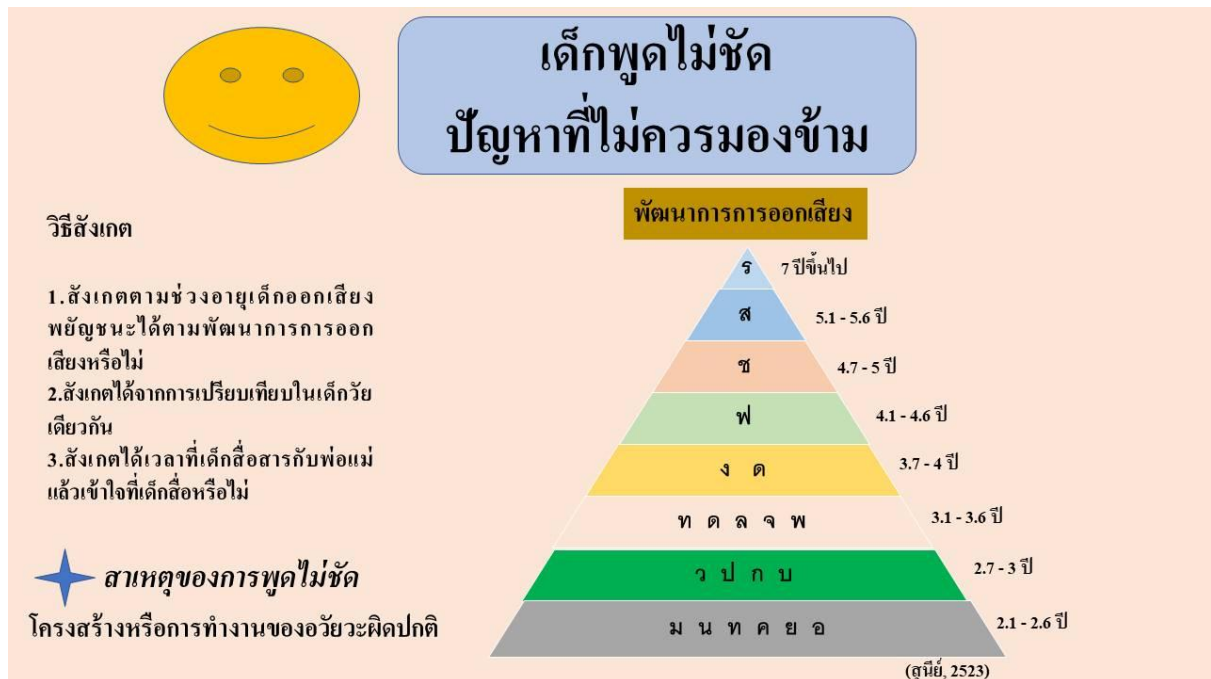 เด็กพูดไม่ชัด
ปัญหาที่ไม่ควรมองข้าม
วิธีสังเกต
1.สังเกตตามช่วงอายุเด็กออกเสียง
พยัญชนะได้ตามพัฒนาการการออก
เสียงหรือไม่
2.สังเกตได้จากการเปรียบเทียบในเด็กวัย
เดียวกัน
3.สังเกตได้เวลาที่เด็กสื่อสารกับพ่อแม่
แล้วเข้าใจที่เด็กสื่อหรือไม่
สาเหตุของการพูดไม่ชัด
โครงสร้างหรือการทำงานของอวัยวะผิดปกติ
พัฒนาการการออกเสียง
ร 7 ปีขึ้นไป
ส 5.1 - 5.6 ปี
ช 4.7 - 5 ปี
ฟ 4.1 - 4.6 ปี
ง ด 3.7 - 4 ปี
ท ด ล จ พ 3.1 - 3.6 ปี
ว ป ก บ 2.7 - 3 ปี
ม น ท ค ย อ 2.1 - 2.6 ปี
(สุนีย์, 2523)